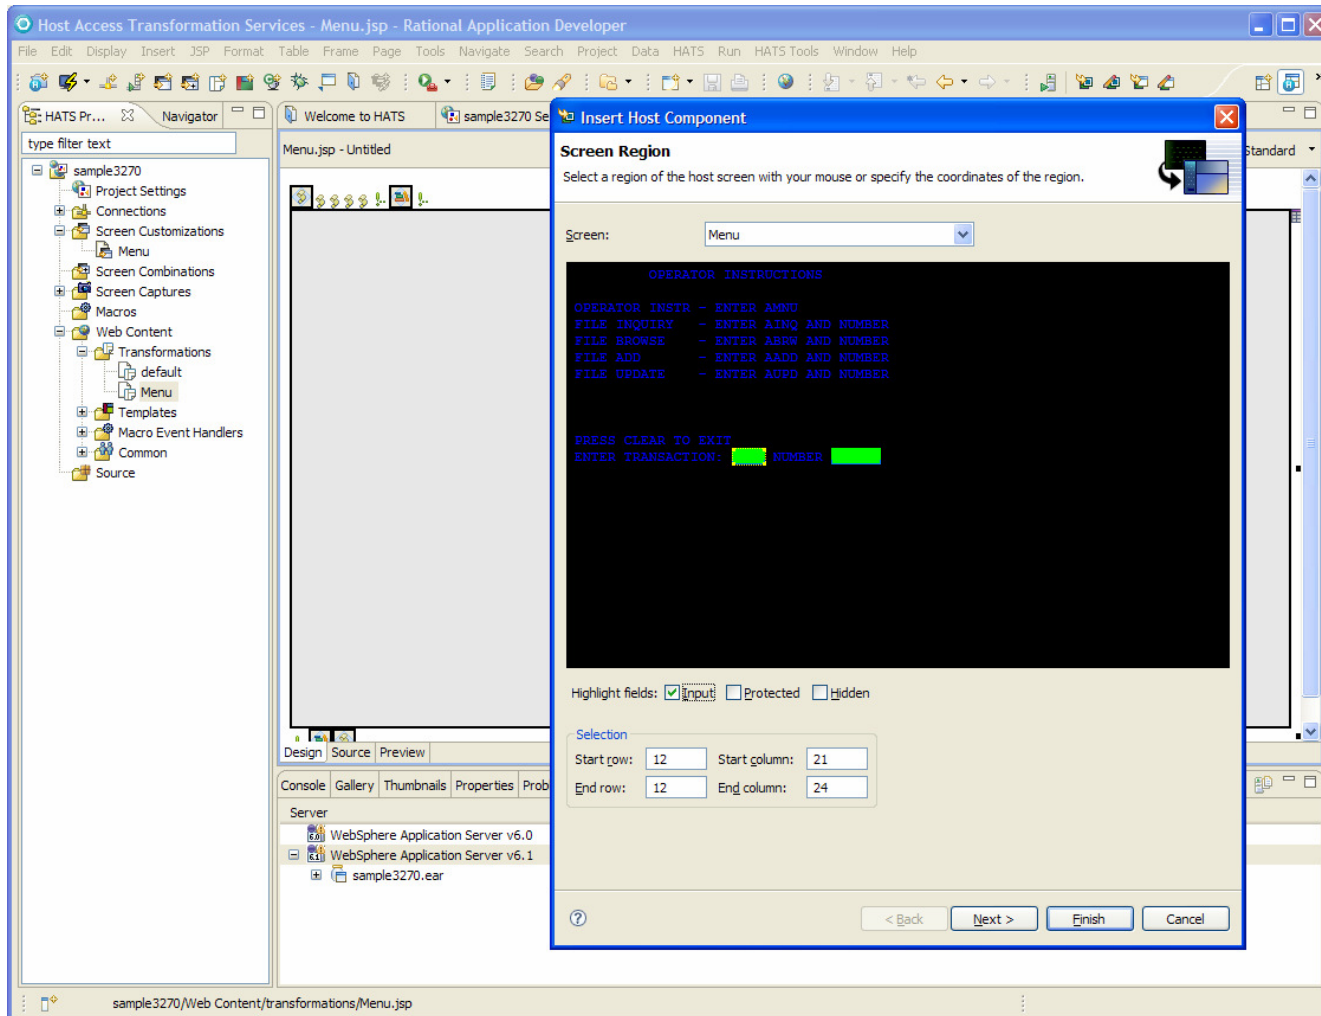 Host Access Transformation Services - Menu.jsp - Rational Application Developer
File Edit Display Insert JSP Format Table Frame Page Tools Navigate Search Project Data HATS Run HATS Tools Window Help
HATS Pr... Navigator
type filter text
sample3270
Project Settings
Connections
Screen Customizations
Menu
Screen Combinations
Screen Captures
Macros
Web Content
Transformations
default
Menu
Templates
Macro Event Handlers
Common
Source
Welcome to HATS sample3270 Se
Menu.jsp - Untitled
Standard
Design Source Preview
Console Gallery Thumbnails Properties Prob
Server
WebSphere Application Server v6.0
WebSphere Application Server v6.1
sample3270.ear
Insert Host Component
Screen Region
Select a region of the host screen with your mouse or specify the coordinates of the region.
Screen: Menu
OPERATOR INSTRUCTIONS
OPERATOR INSTR - ENTER AMNU
FILE INQUIRY - ENTER AINQ AND NUMBER
FILE BROWSE - ENTER ABRW AND NUMBER
FILE ADD - ENTER AADD AND NUMBER
FILE UPDATE - ENTER AUPD AND NUMBER
PRESS CLEAR TO EXIT
ENTER TRANSACTION: NUMBER
Highlight fields: Input Protected Hidden
Selection
Start row: 12 Start column: 21
End row: 12 End column: 24
< Back Next > Finish Cancel
sample3270/Web Content/transformations/Menu.jsp